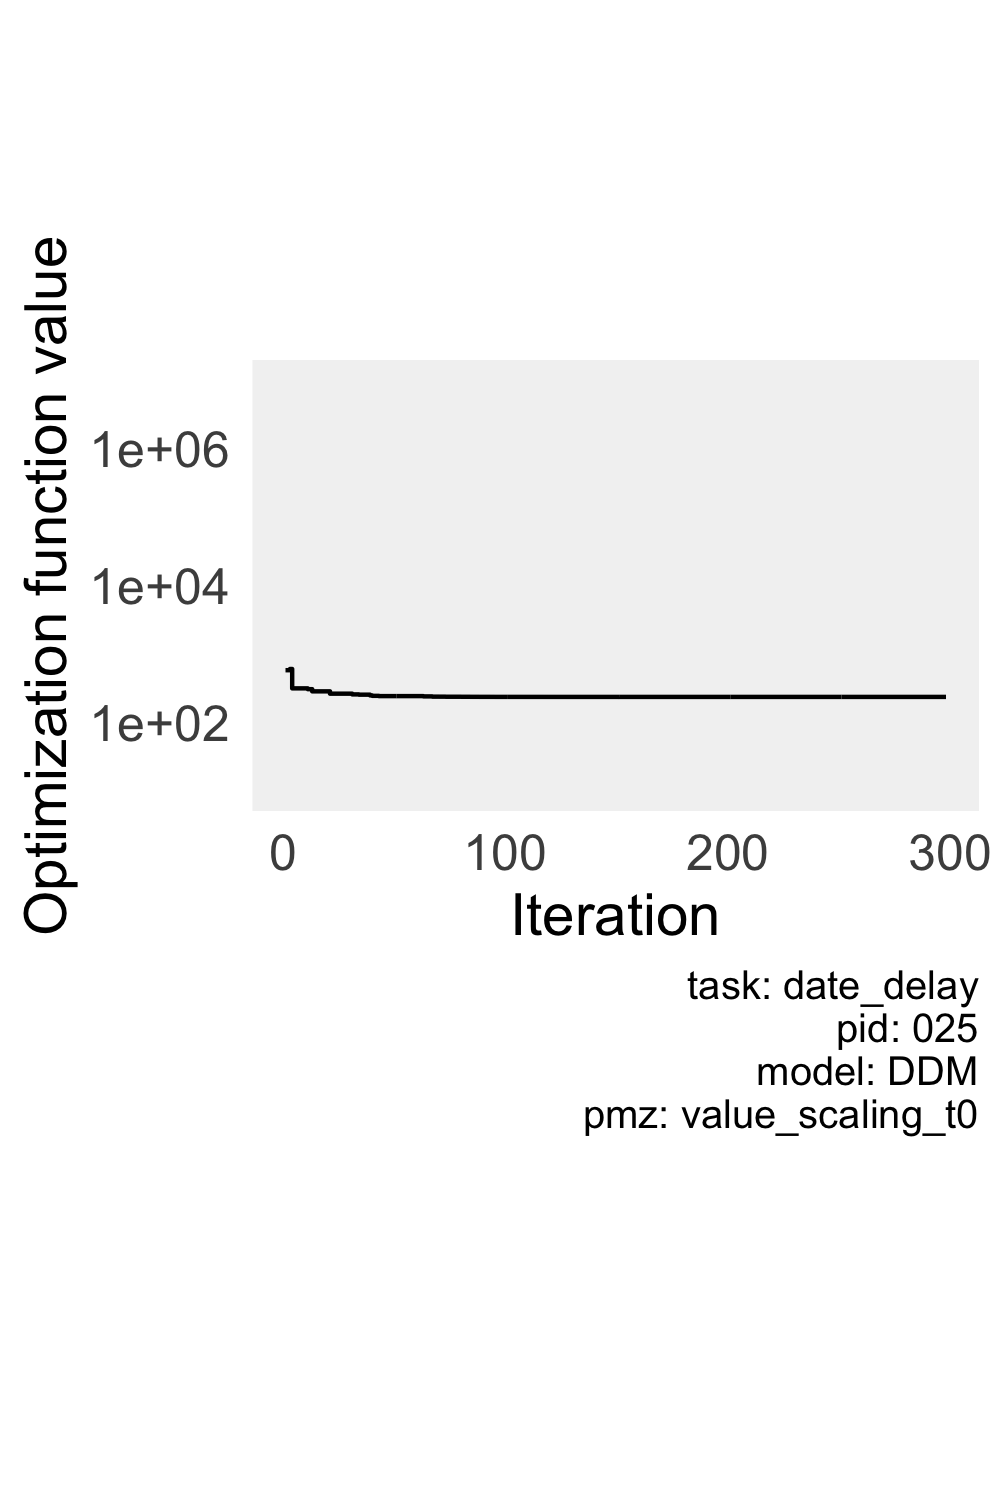 Optimization function value
1e+06
1e+04
1e+02
0 100 200 300
Iteration
task: date_delay
pid: 025
model: DDM
pmz: value_scaling_t0